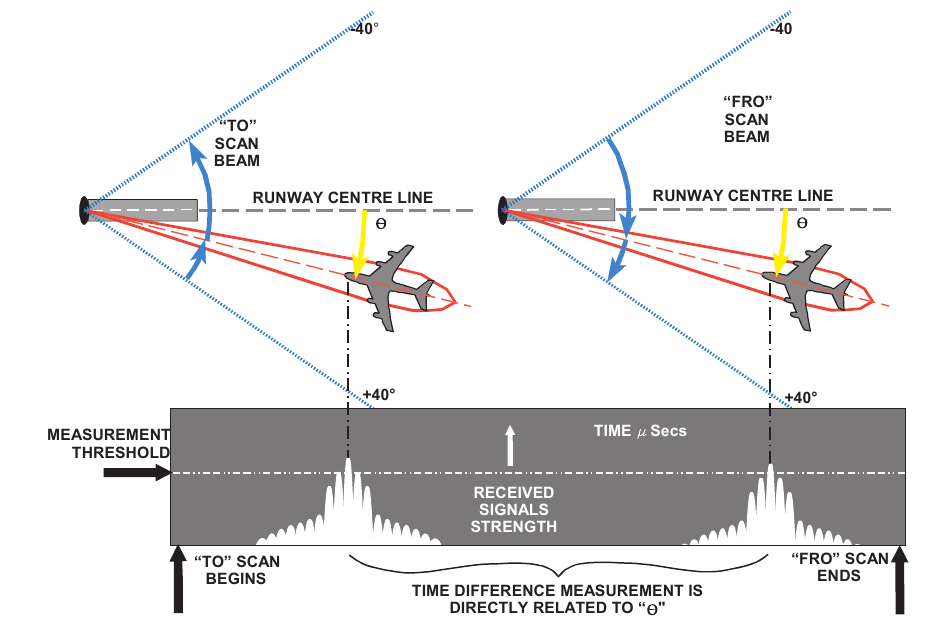 -40°
“TO”
SCAN
BEAM
RUNWAY CENTRE LINE
Ɵ
+40°
-40
“FRO”
SCAN
BEAM
RUNWAY CENTRE LINE
Ɵ
+40°
MEASUREMENT
THRESHOLD
TIME μ Secs
RECEIVED
SIGNALS
STRENGTH
“TO” SCAN
BEGINS
“FRO” SCAN
ENDS
TIME DIFFERENCE MEASUREMENT IS
DIRECTLY RELATED TO “Ɵ"